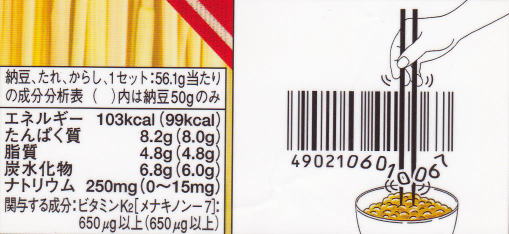 納豆、たれ、からし、1セット:56.1g当たり
の成分分析表 (　)内は納豆50gのみ
エネルギー 103kcal(99kcal)
たんぱく質 8.2g(8.0g)
脂質 4.8g(4.8g)
炭水化物 6.8g(6.0g)
ナトリウム 250mg(0〜15mg)
関与する成分:ビタミンK2[メナキノン-7]:
650μg以上(650μg以上)
4902106010067